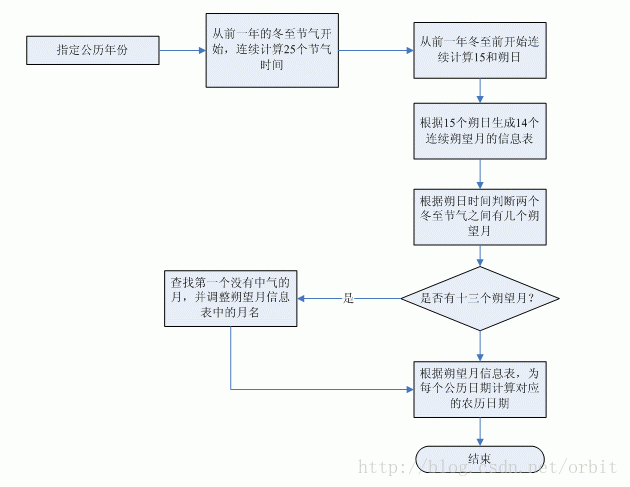 指定公历年份
从前一年的冬至节气开
始，连续计算25个节气
时间
从前一年冬至前开始连
续计算15和朔日
根据15个朔日生成14个
连续朔望月的信息表
根据朔日时间判断两个
冬至节气之间有几个朔
望月
是否有十三个朔望月？
是
查找第一个没有中气的
月，并调整朔望月信息
表中的月名
根据朔望月信息表，为
每个公历日期计算对应
的农历日期
结束
http://blog.csdn.net/orbit